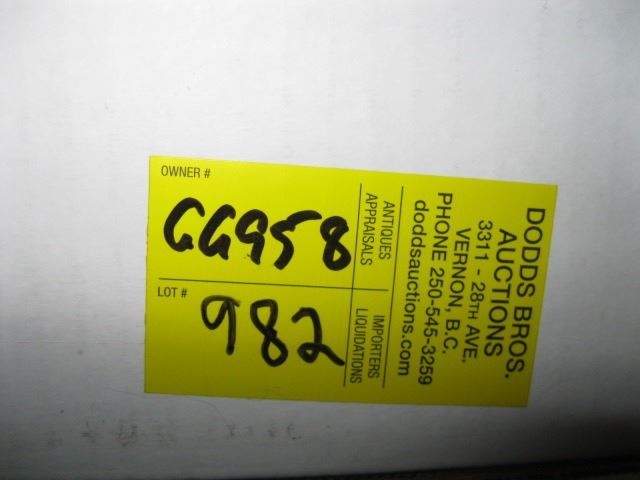 DODDS BROS.
AUCTIONS
3311 - 28TH AVE.
VERNON, B.C.
PHONE 250-545-3259
doddsauctions.com
ANTIQUES
APPRAISALS
IMPORTERS
LIQUIDATIONS
OWNER #
GG958
LOT #
982